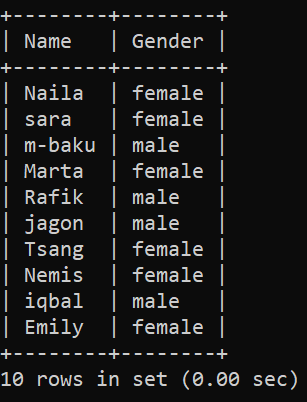 +--------+--------+
| Name   | Gender |
+--------+--------+
| Naila  | female |
| sara   | female |
| m-baku | male   |
| Marta  | female |
| Rafik  | male   |
| jagon  | male   |
| Tsang  | female |
| Nemis  | female |
| iqbal  | male   |
| Emily  | female |
+--------+--------+
10 rows in set (0.00 sec)